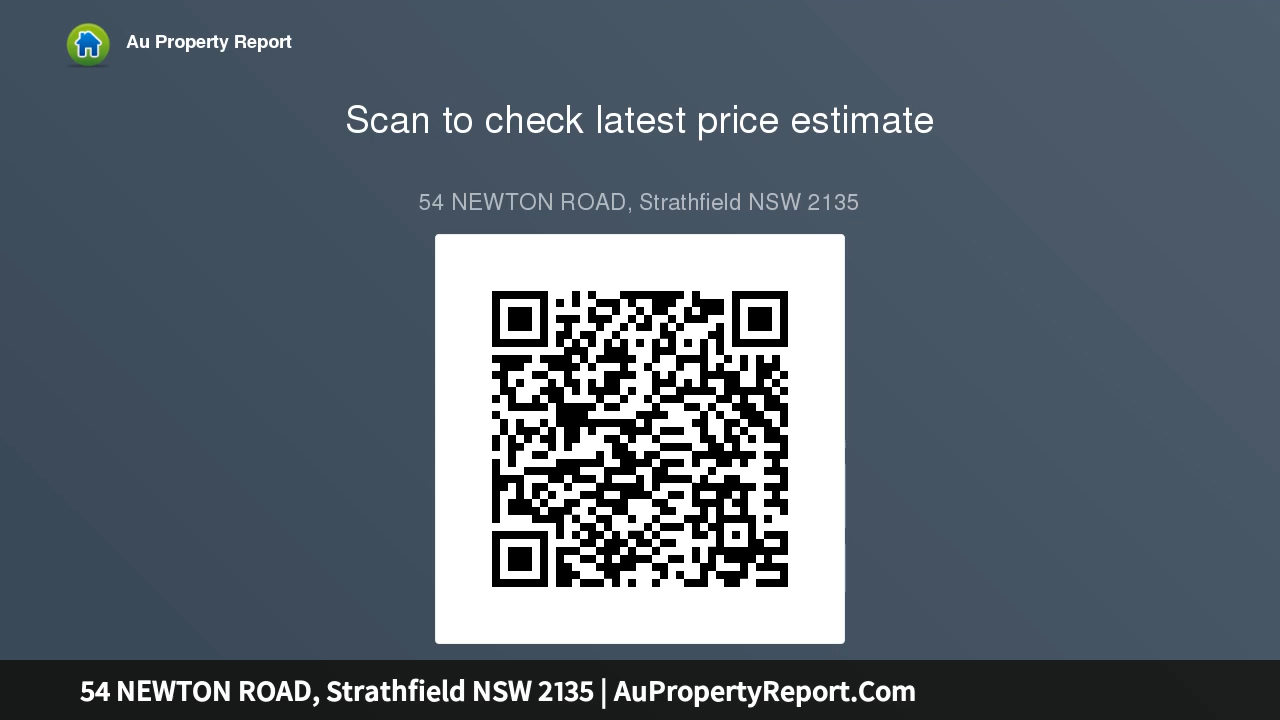 Au Property Report
Scan to check latest price estimate
54 NEWTON ROAD, Strathfield NSW 2135
54 NEWTON ROAD, Strathfield NSW 2135 | AuPropertyReport.Com